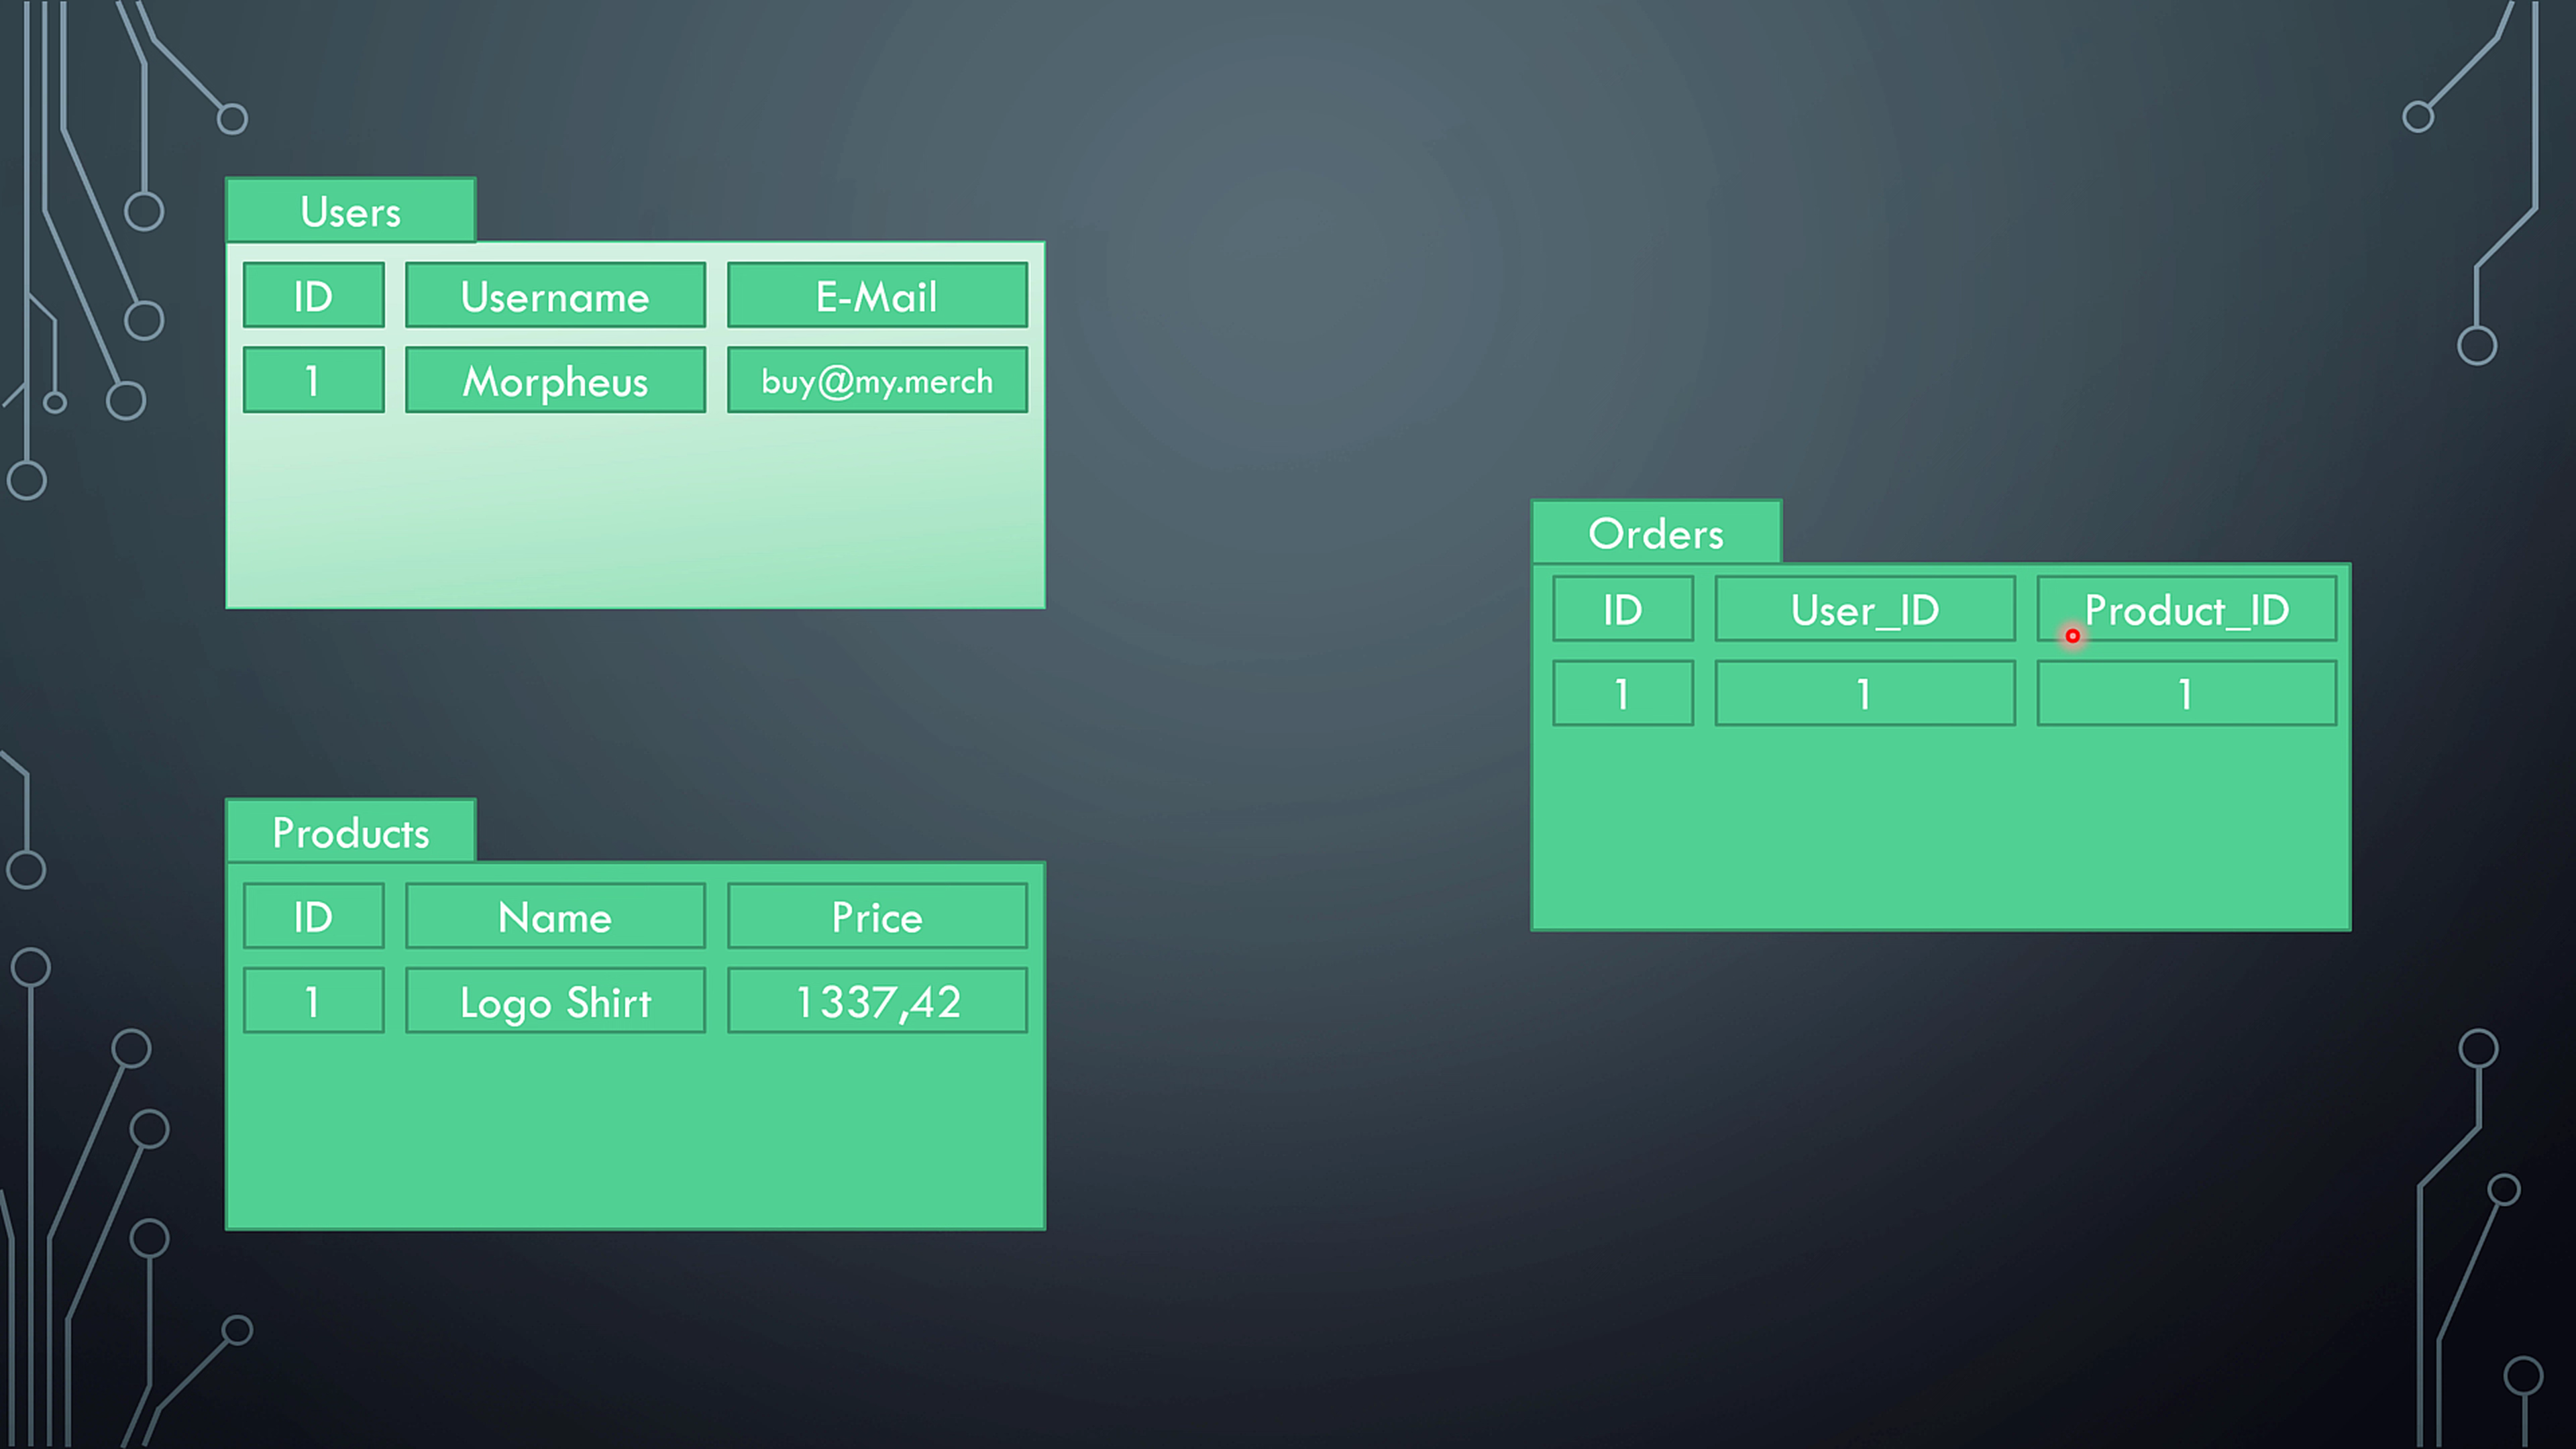 Users
ID Username E-Mail
1 Morpheus buy@my.merch
Orders
ID User_ID Product_ID
1 1 1
Products
ID Name Price
1 Logo Shirt 1337,42